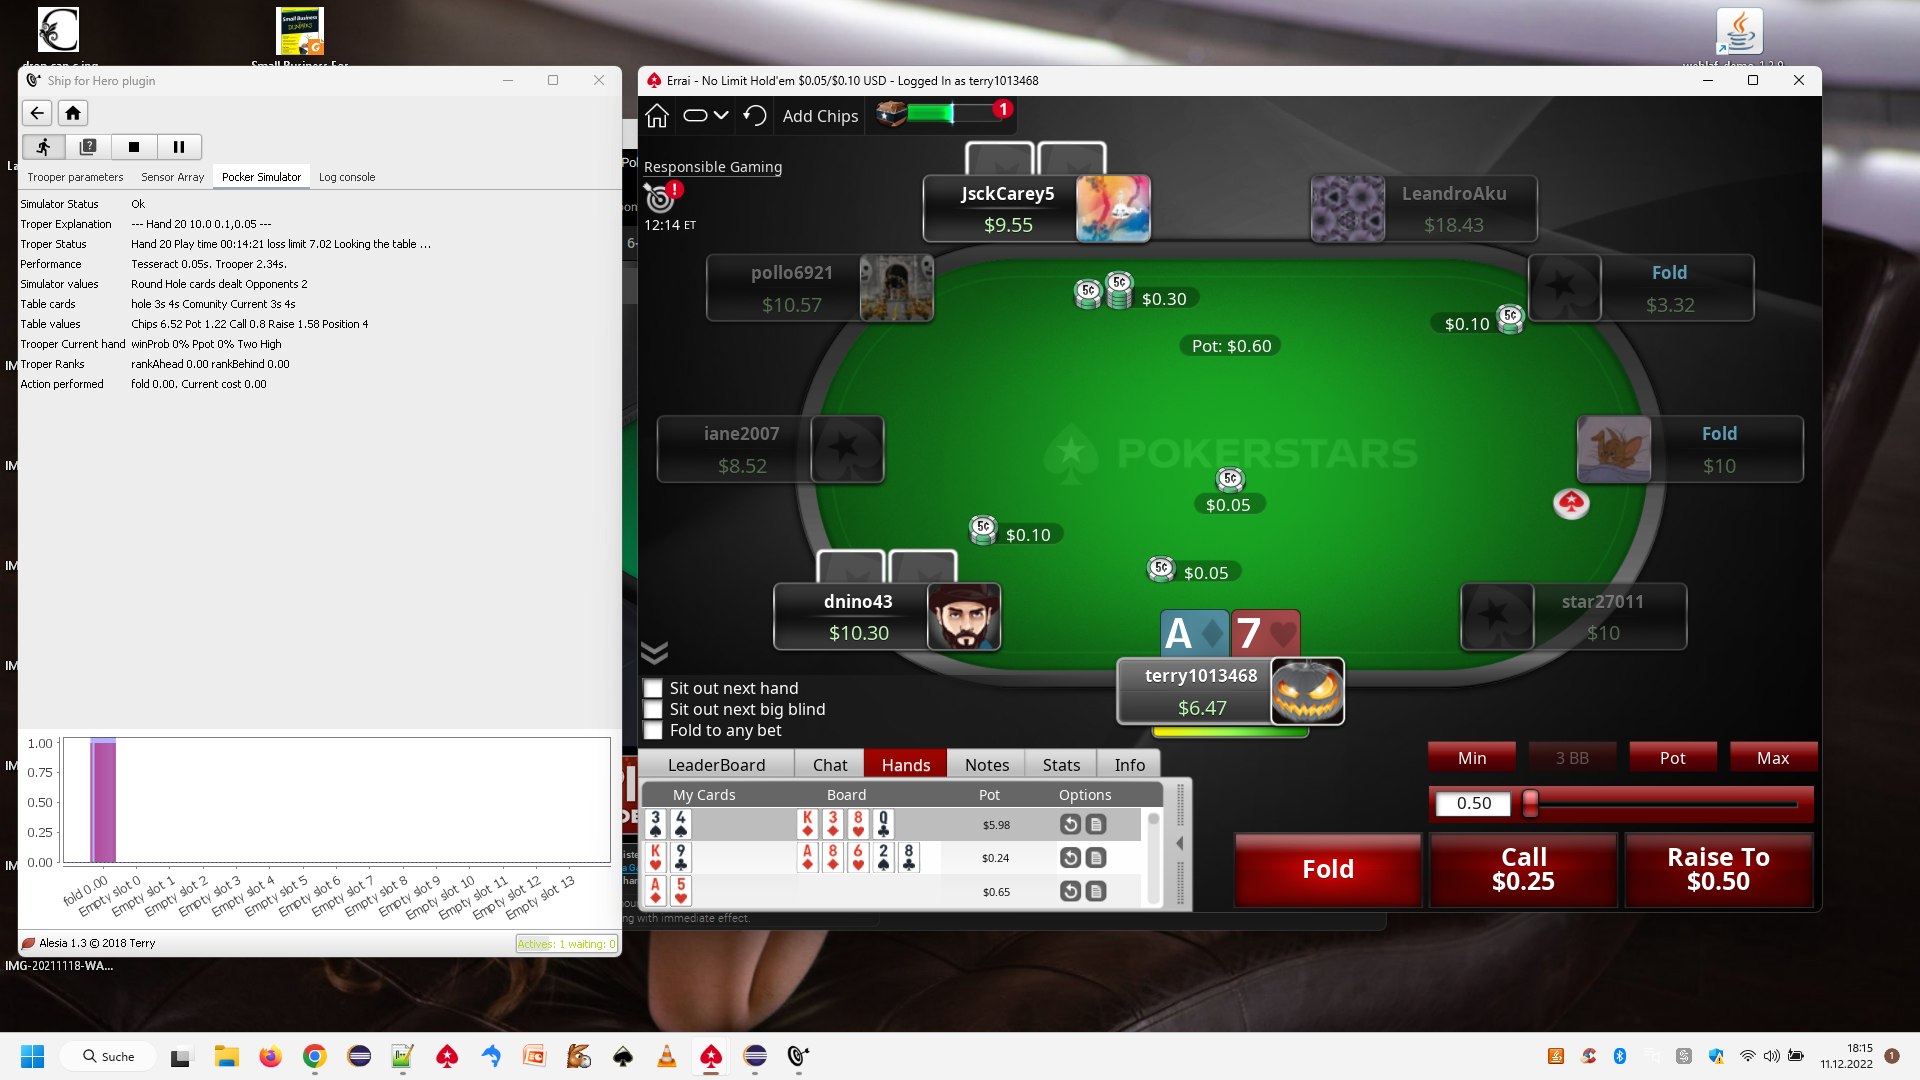 Ship for Hero plugin
Trooper parameters
Sensor Array
Pocker Simulator
Log console
Simulator Status Ok
Troper Explanation --- Hand 20 10.0 0.1,0.05 ---
Troper Status Hand 20 Play time 00:14:21 loss limit 7.02 Looking the table ...
Performance Tesseract 0.05s. Trooper 2.34s.
Simulator values Round Hole cards dealt Opponents 2
Table cards hole 3s 4s Comunity Current 3s 4s
Table values Chips 6.52 Pot 1.22 Call 0.8 Raise 1.58 Position 4
Trooper Current hand winProb 0% Ppot 0% Two High
Troper Ranks rankAhead 0.00 rankBehind 0.00
Action performed fold 0.00. Current cost 0.00
1.00
0.75
0.50
0.25
0.00
fold 0.00
Empty slot 0
Empty slot 1
Empty slot 2
Empty slot 3
Empty slot 4
Empty slot 5
Empty slot 6
Empty slot 7
Empty slot 8
Empty slot 9
Empty slot 10
Empty slot 11
Empty slot 12
Empty slot 13
Alesia 1.3 © 2018 Terry
Actives: 1 waiting: 0
IMG-20211118-WA...
Errai - No Limit Hold'em $0.05/$0.10 USD - Logged In as terry1013468
Add Chips
1
Responsible Gaming
12:14 ET
JsckCarey5
$9.55
LeandroAku
$18.43
pollo6921
$10.57
Fold
$3.32
5¢ 5¢ $0.30
$0.10 5¢
Pot: $0.60
iane2007
$8.52
POKERSTARS
Fold
$10
5¢
$0.05
5¢ $0.10
5¢ $0.05
dnino43
$10.30
star27011
$10
A 7
terry1013468
$6.47
Sit out next hand
Sit out next big blind
Fold to any bet
LeaderBoard
Chat
Hands
Notes
Stats
Info
My Cards Board Pot Options
3 4 K 3 8 Q $5.98
K 9 A 8 6 2 8 $0.24
A 5 $0.65
ng with immediate effect.
Min
3 BB
Pot
Max
0.50
Fold
Call
$0.25
Raise To
$0.50
Suche
18:15
11.12.2022
1